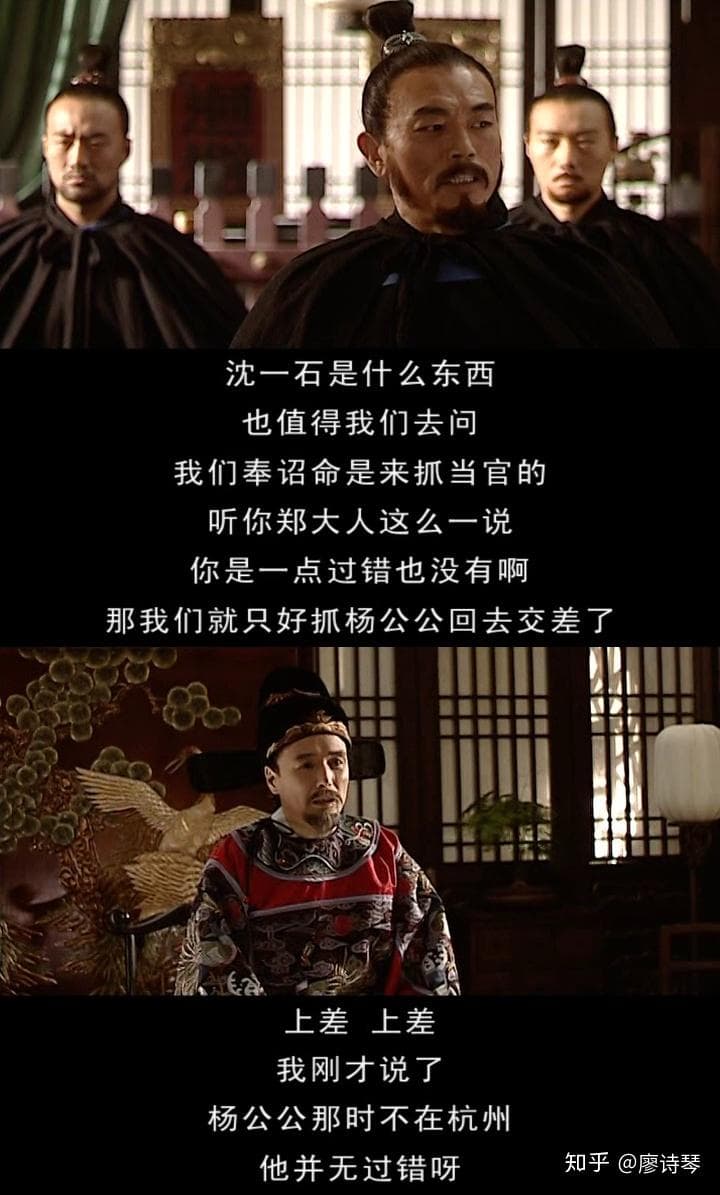 沈一石是什么东西
也值得我们去问
我们奉诏命是来抓当官的
听你郑大人这么一说
你是一点过错也没有啊
那我们就只好抓杨公公回去交差了
上差 上差
我刚才说了
杨公公那时不在杭州
他并无过错呀
知乎 @廖诗琴